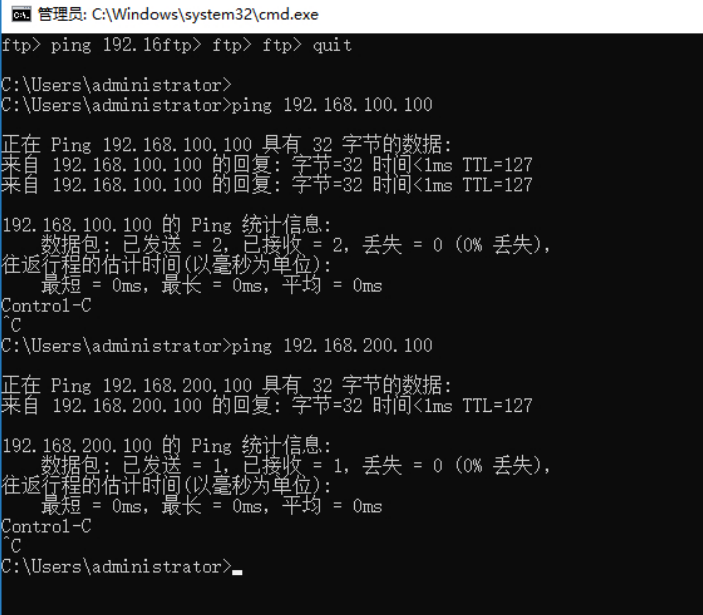 管理员: C:\Windows\system32\cmd.exe
ftp> ping 192.16ftp> ftp> ftp> quit
C:\Users\administrator>
C:\Users\administrator>ping 192.168.100.100
正在 Ping 192.168.100.100 具有 32 字节的数据:
来自 192.168.100.100 的回复: 字节=32 时间<1ms TTL=127
来自 192.168.100.100 的回复: 字节=32 时间<1ms TTL=127
192.168.100.100 的 Ping 统计信息:
数据包: 已发送 = 2，已接收 = 2，丢失 = 0 (0% 丢失)，
往返行程的估计时间(以毫秒为单位):
最短 = 0ms，最长 = 0ms，平均 = 0ms
Control-C
^C
C:\Users\administrator>ping 192.168.200.100
正在 Ping 192.168.200.100 具有 32 字节的数据:
来自 192.168.200.100 的回复: 字节=32 时间<1ms TTL=127
192.168.200.100 的 Ping 统计信息:
数据包: 已发送 = 1，已接收 = 1，丢失 = 0 (0% 丢失)，
往返行程的估计时间(以毫秒为单位):
最短 = 0ms，最长 = 0ms，平均 = 0ms
Control-C
^C
C:\Users\administrator>